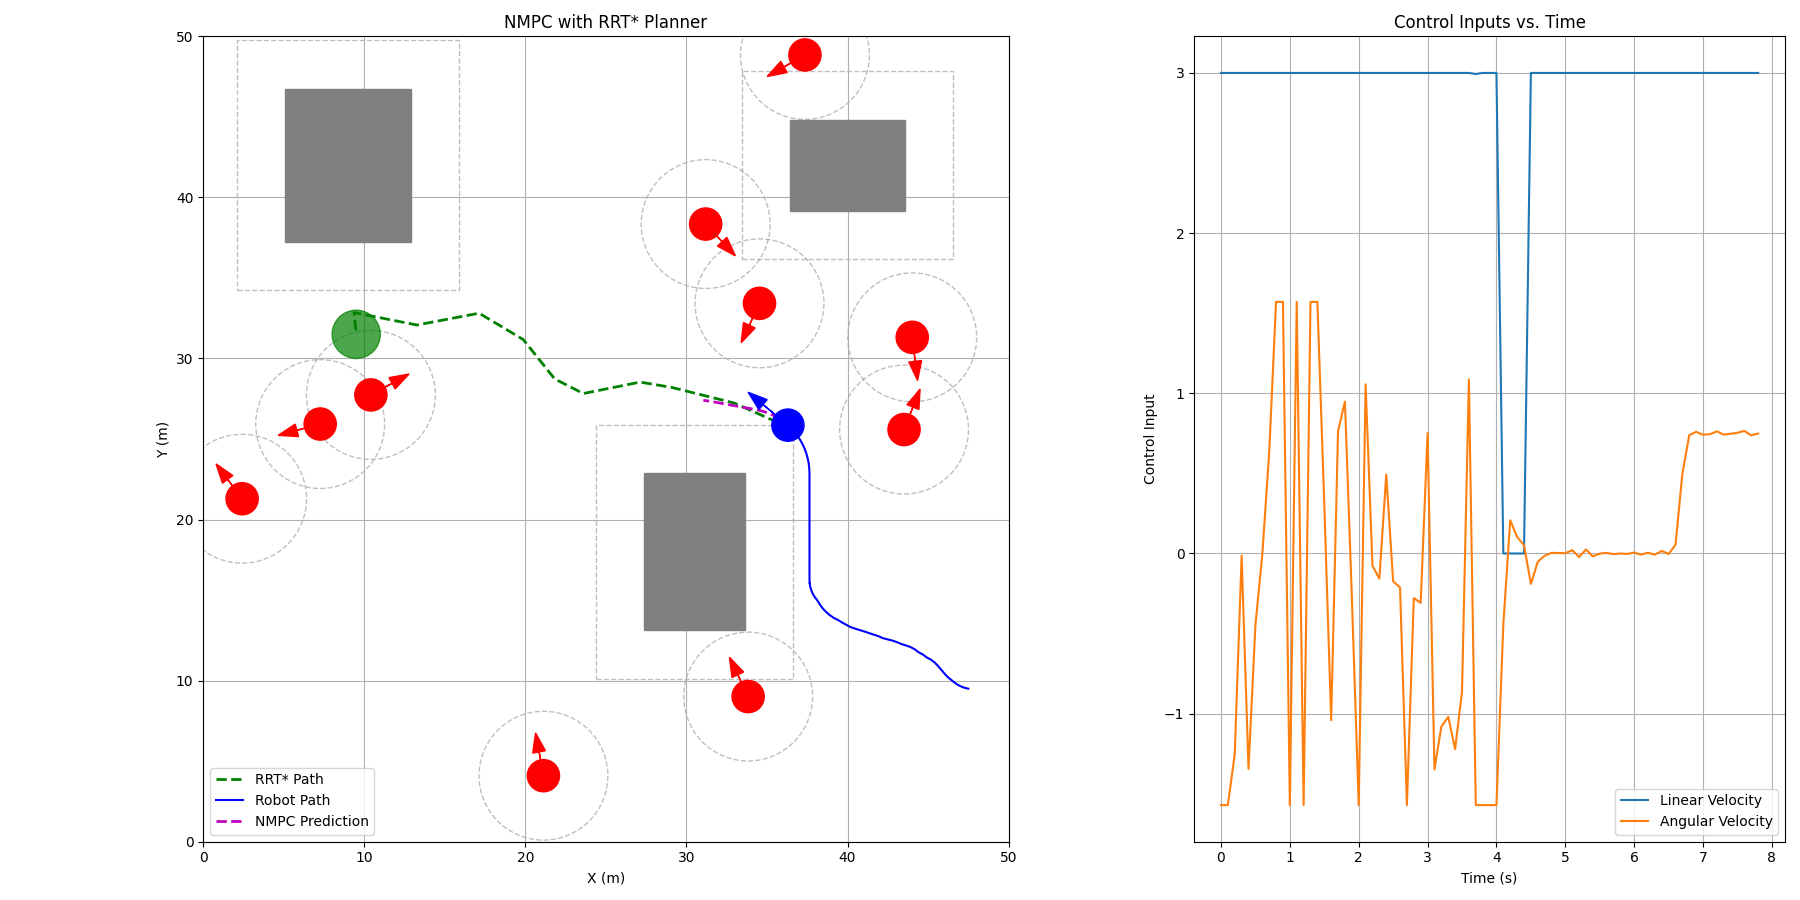 NMPC with RRT* Planner
50
40
30
20
10
0
Y (m)
0 10 20 30 40 50
X (m)
RRT* Path
Robot Path
NMPC Prediction
Control Inputs vs. Time
3
2
1
0
−1
Control Input
0 1 2 3 4 5 6 7 8
Time (s)
Linear Velocity
Angular Velocity